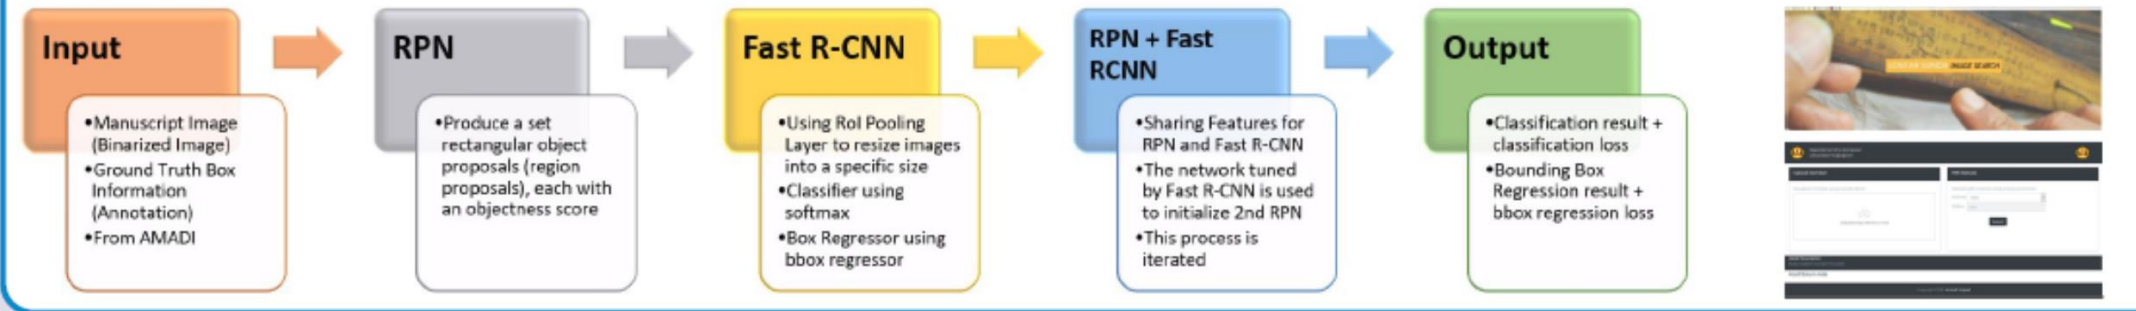 Input
•Manuscript Image
(Binarized Image)
•Ground Truth Box
Information
(Annotation)
•From AMADI
RPN
•Produce a set
rectangular object
proposals (region
proposals), each with
an objectness score
Fast R-CNN
•Using RoI Pooling
Layer to resize images
into a specific size
•Classifier using
softmax
•Box Regressor using
bbox regressor
RPN + Fast
RCNN
•Sharing Features for
RPN and Fast R-CNN
•The network tuned
by Fast R-CNN is used
to initialize 2nd RPN
•This process is
iterated
Output
•Classification result +
classification loss
•Bounding Box
Regression result +
bbox regression loss
IMAGE SEARCH